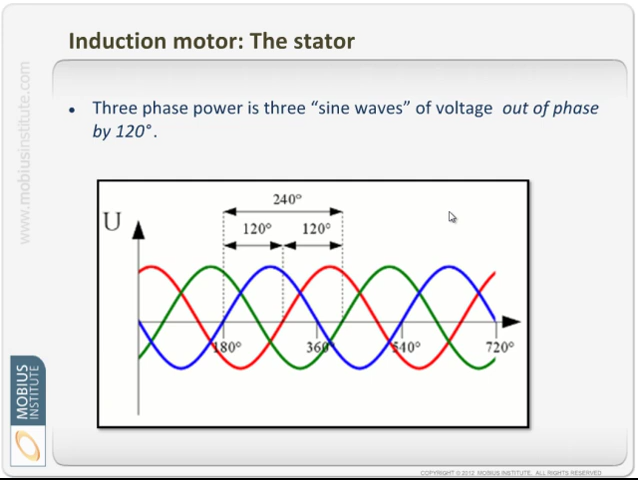 Induction motor: The stator
www.mobiusinstitute.com
• Three phase power is three “sine waves” of voltage out of phase
by 120°.
240°
U
120° 120°
180° 360° 540° 720°
MOBIUS
INSTITUTE
COPYRIGHT © 2012 MOBIUS INSTITUTE. ALL RIGHTS RESERVED